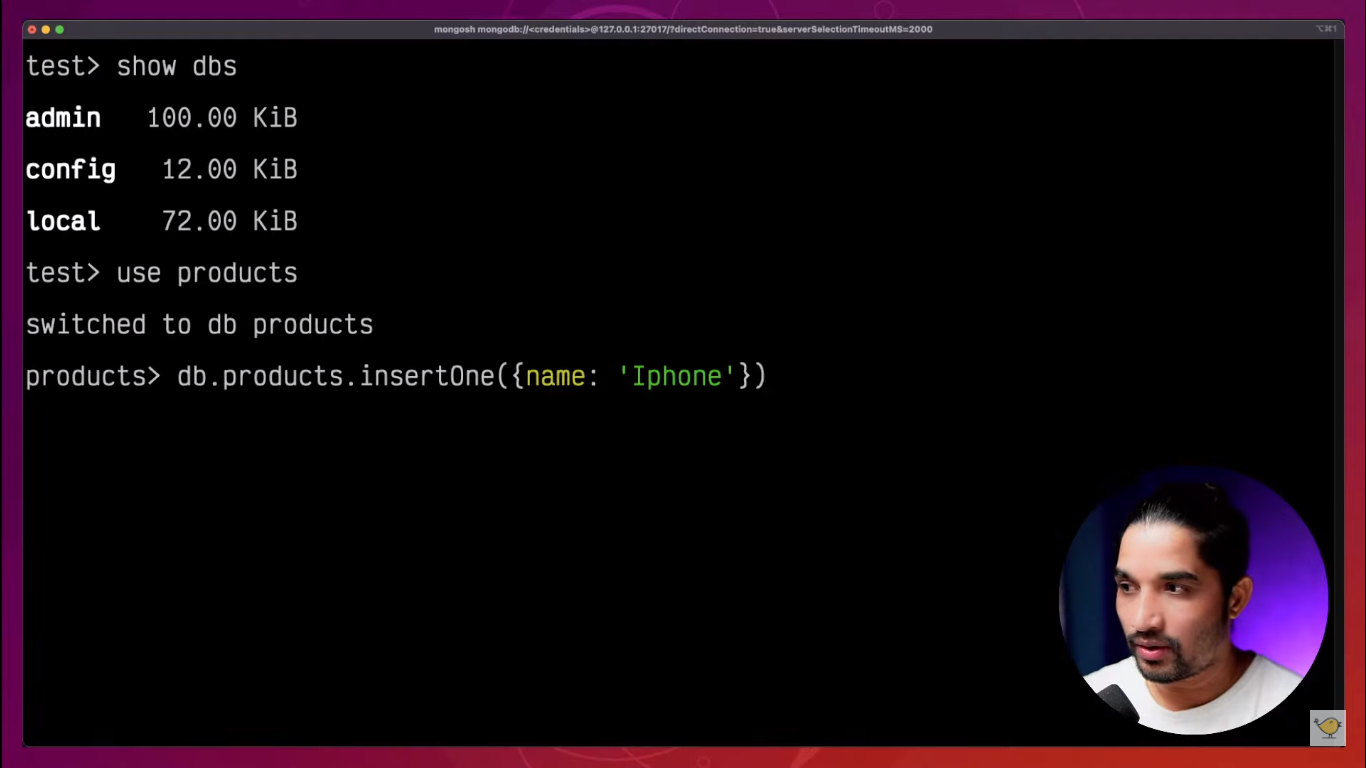 mongosh mongodb://<credentials>@127.0.0.1:27017/?directConnection=true&serverSelectionTimeoutMS=2000
⌥⌘1
test> show dbs
admin   100.00 KiB
config   12.00 KiB
local    72.00 KiB
test> use products
switched to db products
products> db.products.insertOne({name: 'Iphone'})